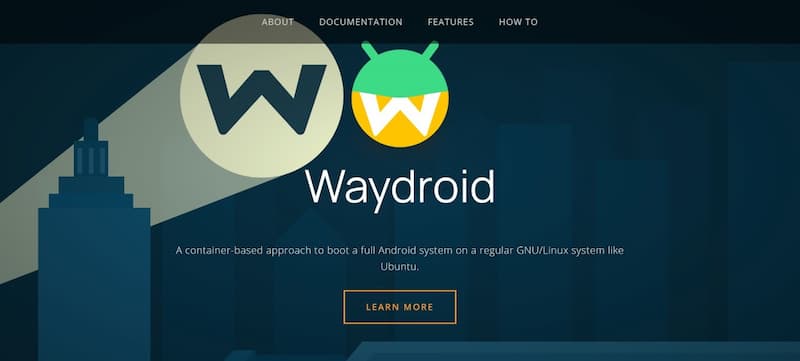 ABOUT DOCUMENTATION FEATURES HOW TO
W
W
Waydroid
A container-based approach to boot a full Android system on a regular GNU/Linux system like
Ubuntu.
LEARN MORE